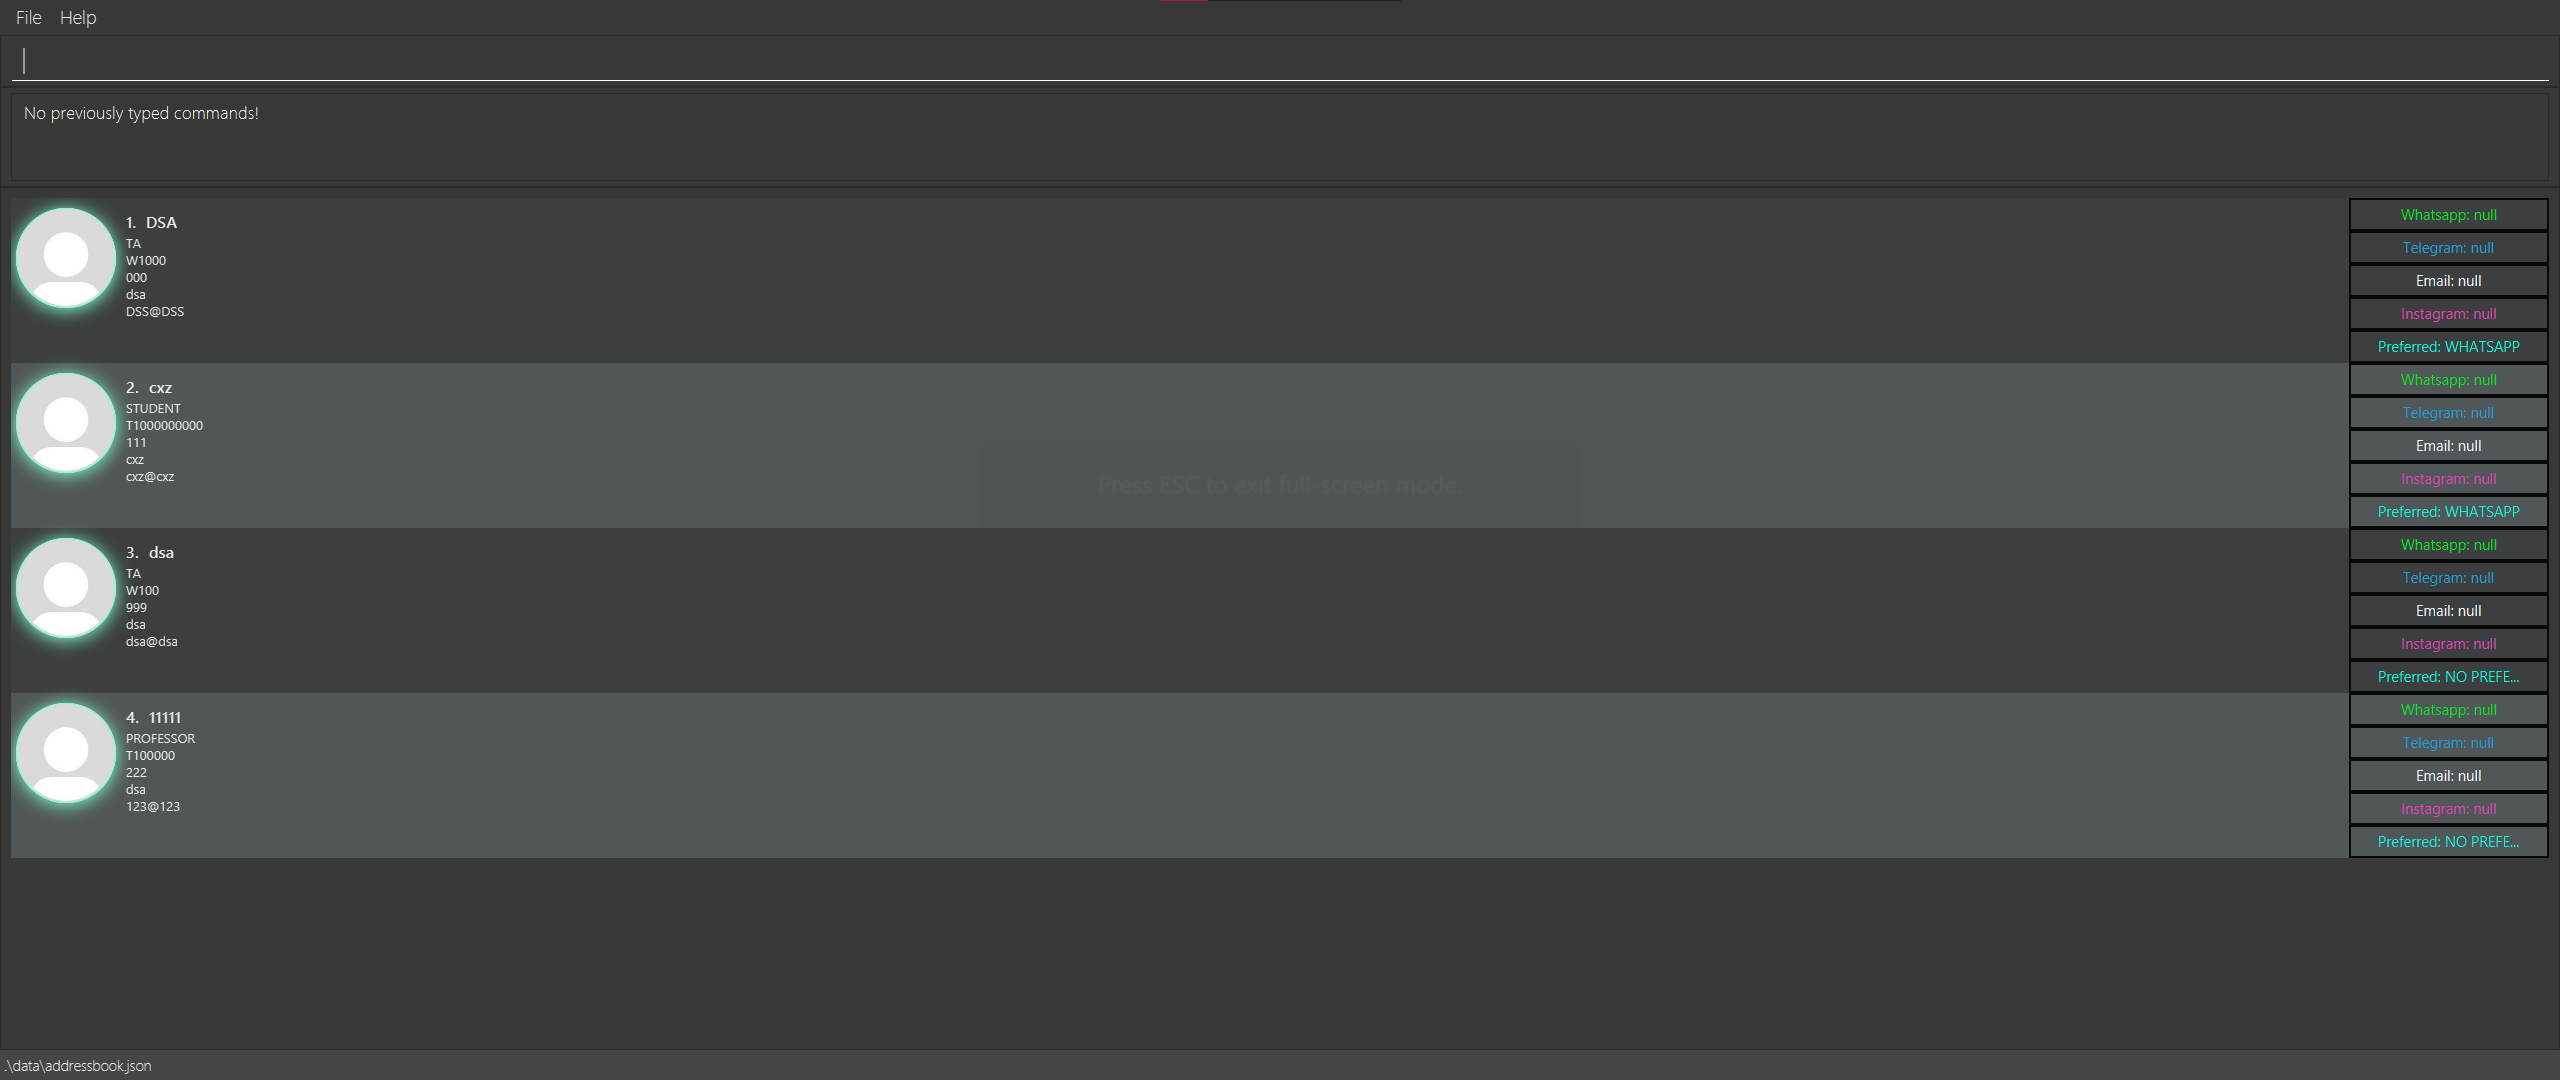 File Help
No previously typed commands!
1. DSA
TA
W1000
000
dsa
DSS@DSS
Whatsapp: null
Telegram: null
Email: null
Instagram: null
Preferred: WHATSAPP
2. cxz
STUDENT
T1000000000
111
cxz
cxz@cxz
Whatsapp: null
Telegram: null
Email: null
Instagram: null
Preferred: WHATSAPP
Press ESC to exit full-screen mode.
3. dsa
TA
W100
999
dsa
dsa@dsa
Whatsapp: null
Telegram: null
Email: null
Instagram: null
Preferred: NO PREFE...
4. 11111
PROFESSOR
T100000
222
dsa
123@123
Whatsapp: null
Telegram: null
Email: null
Instagram: null
Preferred: NO PREFE...
.\data\addressbook.json